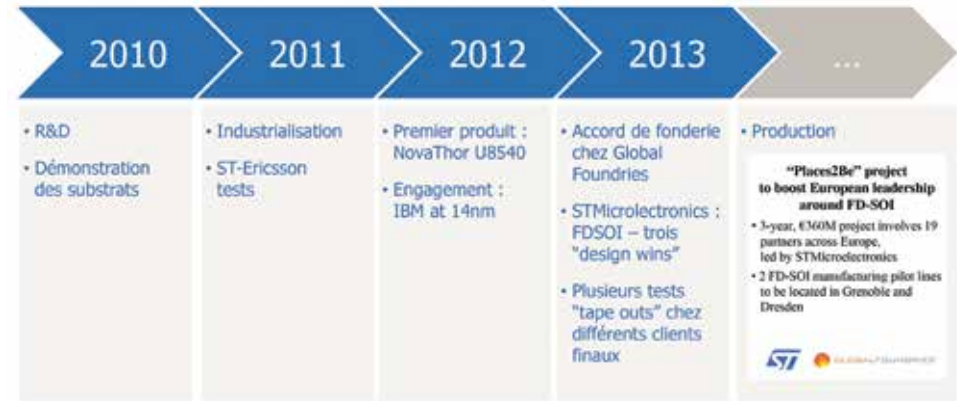 2010
2011
2012
2013
...
• R&D
• Démonstration
des substrats
• Industrialisation
• ST-Ericsson
tests
• Premier produit :
NovaThor U8540
• Engagement :
IBM at 14nm
• Accord de fonderie
chez Global
Foundries
• STMicrolectronics :
FDSOI – trois
"design wins"
• Plusieurs tests
"tape outs" chez
différents clients
finaux
• Production
"Places2Be" project
to boost European leadership
around FD-SOI
• 3-year, €360M project involves 19
partners across Europe,
led by STMicroelectronics
• 2 FD-SOI manufacturing pilot lines
to be located in Grenoble and
Dresden
ST
GLOBALFOUNDRIES